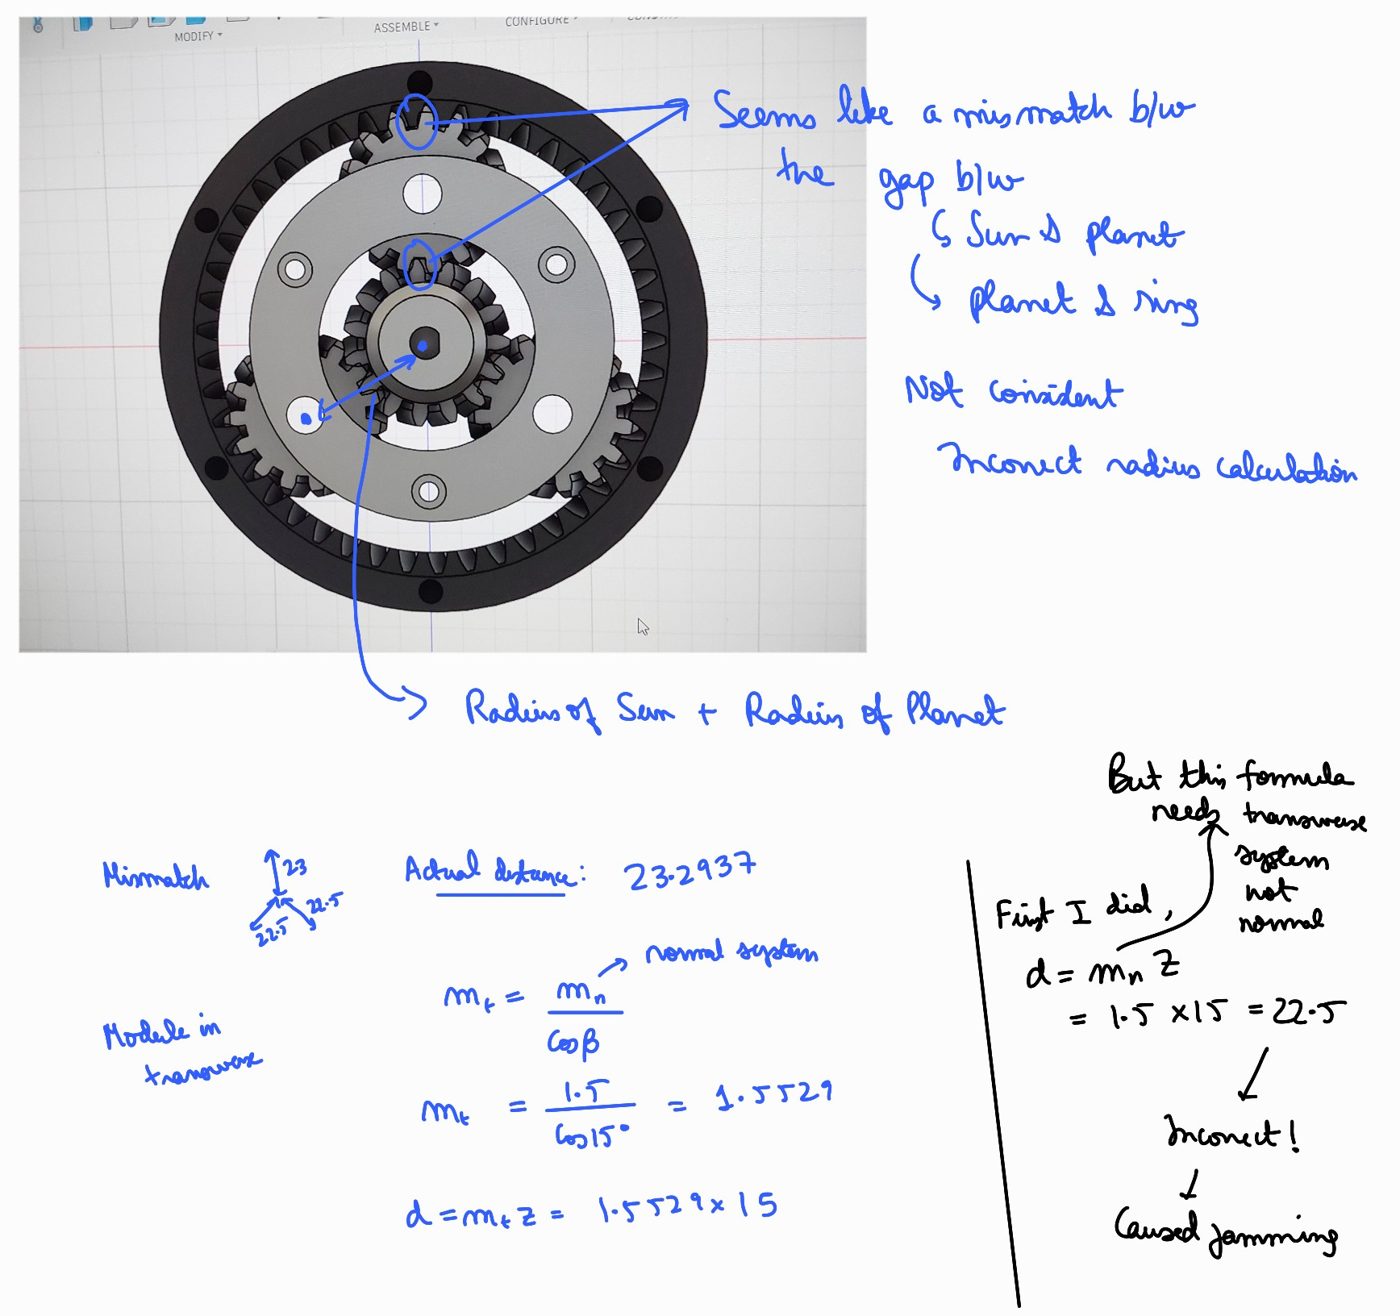 MODIFY ▾
ASSEMBLE ▾
CONFIGURE ▾
Seems like a mismatch b/w
the gap b/w
Sun & planet
planet & ring
Not coincident
Inconect radius calculation
Radius of Sun + Radius of Planet
But this formula
needs transverse
system
not
normal
Mismatch
23
22.5
22.5
Actual distance: 23.2937
First I did,
normal system
d = mn Z
= 1.5 × 15 = 22.5
mt = mn
cosβ
Module in
transverse
mt = 1.5
cos15° = 1.5529
Inconect!
d = mt z = 1.5529 × 15
Caused jamming